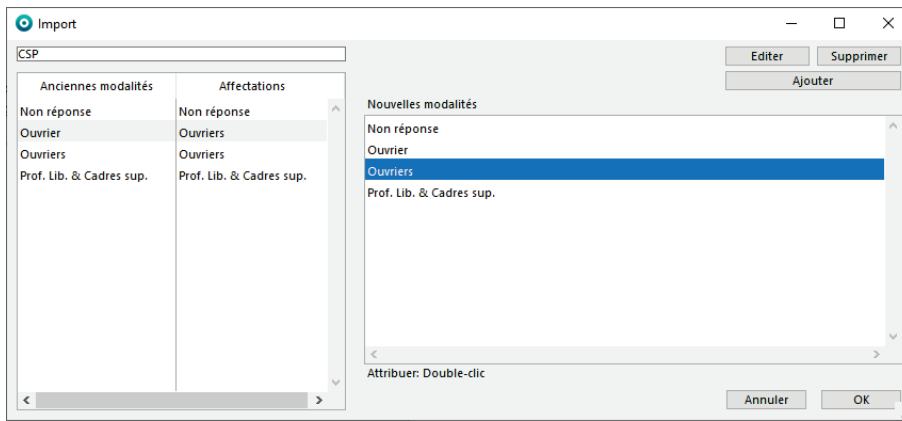 Import
CSP
Editer Supprimer
Ajouter
Anciennes modalités Affectations
Non réponse Non réponse
Ouvrier Ouvriers
Ouvriers Ouvriers
Prof. Lib. & Cadres sup. Prof. Lib. & Cadres sup.
Nouvelles modalités
Non réponse
Ouvrier
Ouvriers
Prof. Lib. & Cadres sup.
Attribuer: Double-clic
Annuler OK